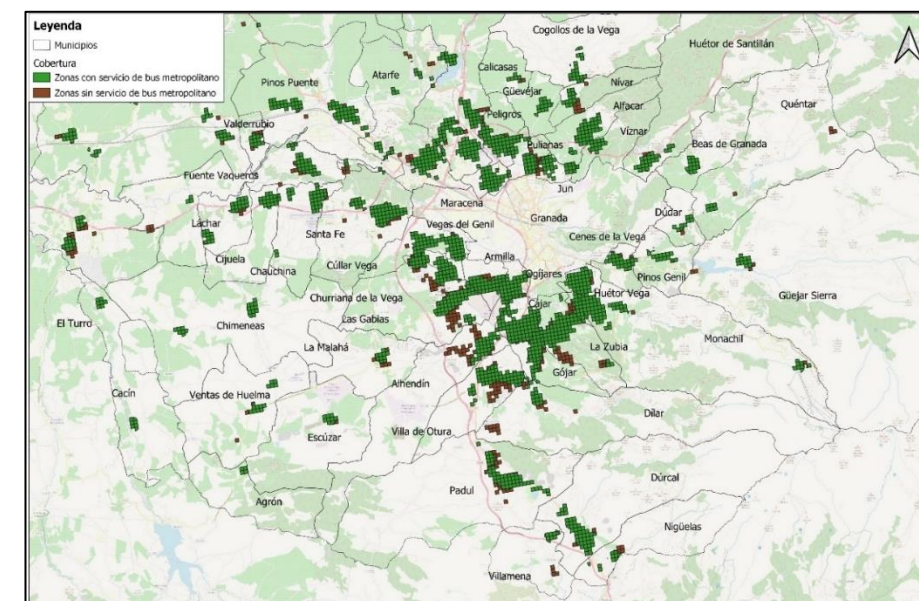 Leyenda
Municipios
Cobertura
Zonas con servicio de bus metropolitano
Zonas sin servicio de bus metropolitano
Cogollos de la Vega
Huétor de Santillán
Calicasas
Atarfe
Pinos Puente
Güevéjar
Nívar
Quéntar
Peligros
Alfacar
Valderrubio
Víznar
Pulianas
Beas de Granada
Fuente Vaqueros
Jun
Maracena
Dúdar
Láchar
Vegas del Genil
Granada
Santa Fe
Cenes de la Vega
Cijuela
Armilla
Chauchina
Cúllar Vega
Ogíjares
Pinos Genil
Huétor Vega
Güejar Sierra
Churriana de la Vega
Cájar
El Turro
Chimeneas
Las Gabias
Monachil
La Malahá
La Zubia
Alhendín
Gójar
Cacín
Ventas de Huelma
Dílar
Escúzar
Villa de Otura
Dúrcal
Padul
Agrón
Nigüelas
Villamena